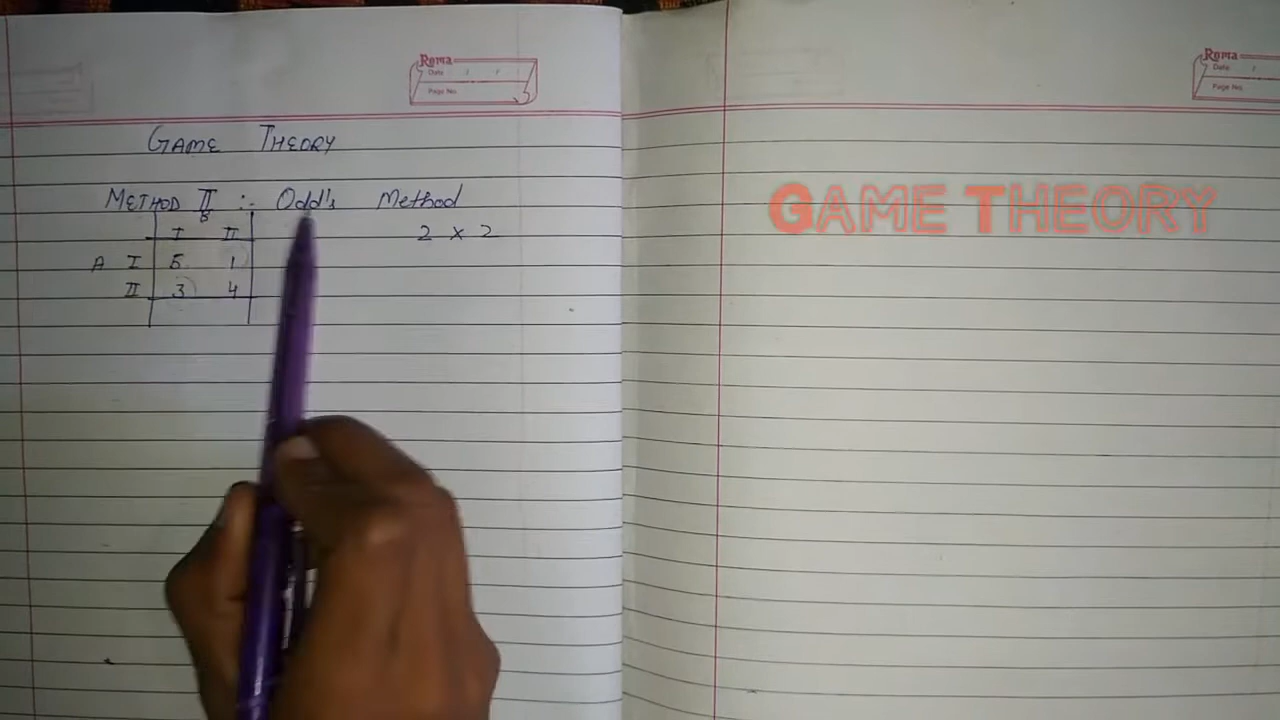 Roma
Date / /
Page No.
GAME THEORY
METHOD II :- Odd's Method
B
I II
2 x 2
A I 5 1
II 3 4
Roma
Date / /
Page No.
GAME THEORY